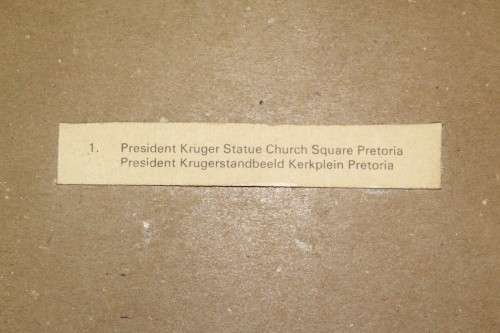 1. President Kruger Statue Church Square Pretoria
President Krugerstandbeeld Kerkplein Pretoria